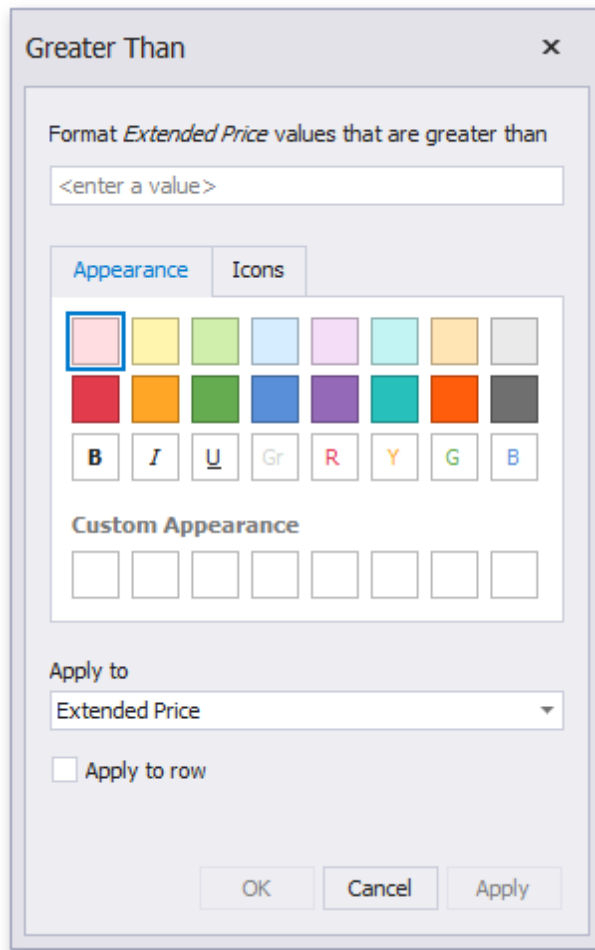 Greater Than
Format Extended Price values that are greater than
<enter a value>
Appearance Icons
B I U Gr R Y G B
Custom Appearance
Apply to
Extended Price
Apply to row
OK Cancel Apply